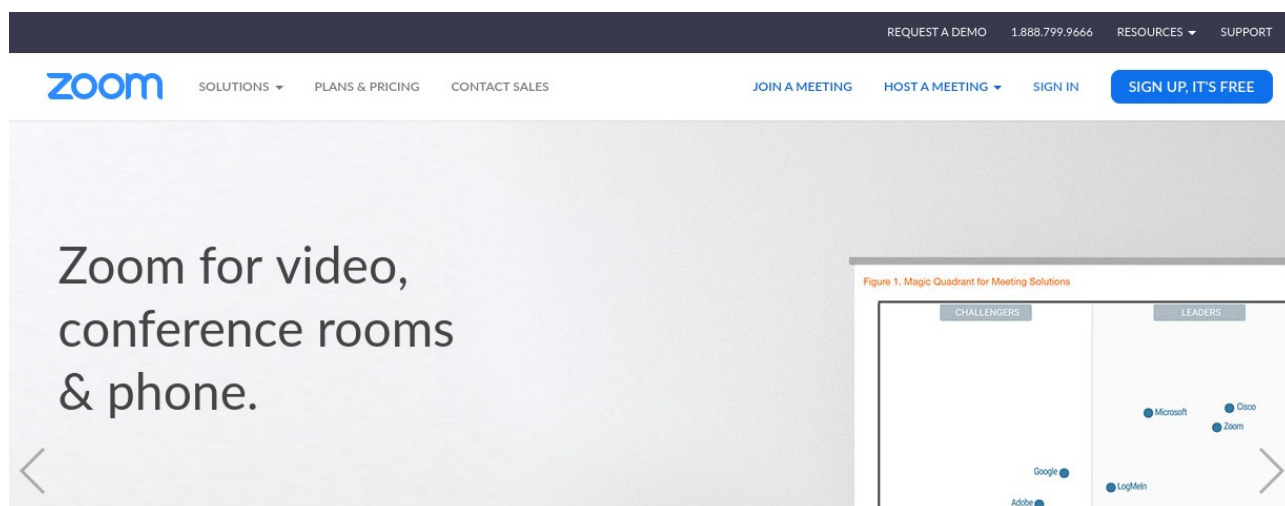 REQUEST A DEMO 1.888.799.9666 RESOURCES SUPPORT
zoom SOLUTIONS PLANS & PRICING CONTACT SALES JOIN A MEETING HOST A MEETING SIGN IN SIGN UP, IT'S FREE
Zoom for video,
conference rooms
& phone.
Figure 1. Magic Quadrant for Meeting Solutions
CHALLENGERS LEADERS
Microsoft Cisco
Zoom
Google
LogMeIn
Adobe